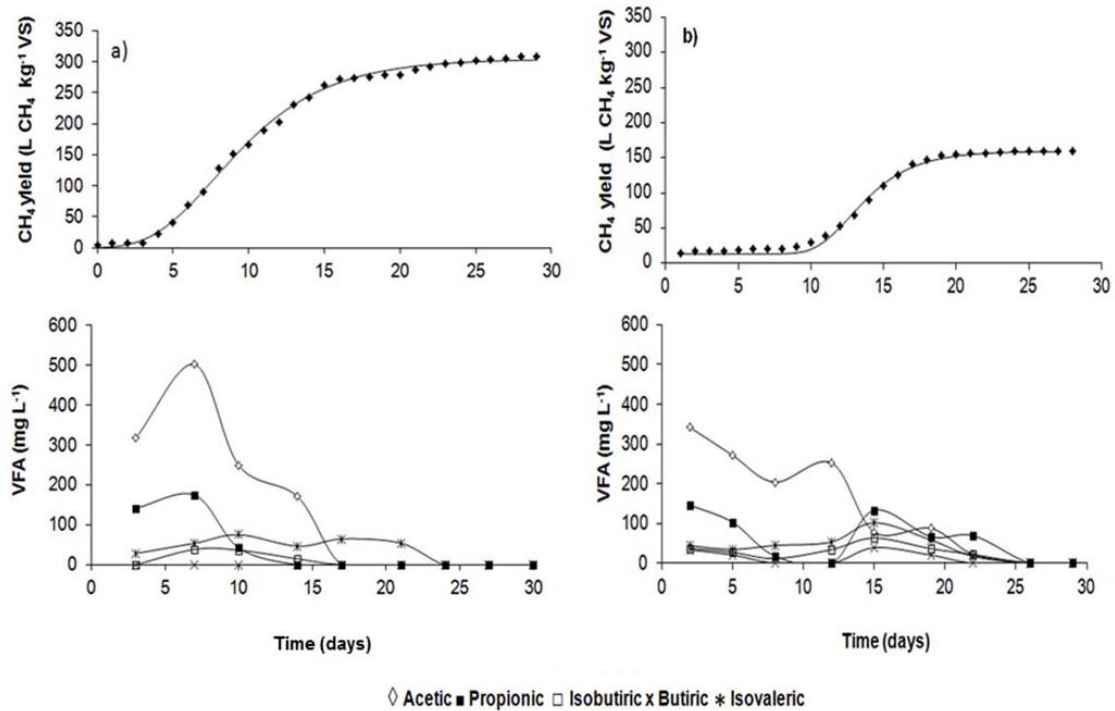 a)
CH4 yield (L CH4 kg-1 VS)
350
300
250
200
150
100
50
0
0 5 10 15 20 25 30
b)
CH4 yield (L CH4 kg-1 VS)
350
300
250
200
150
100
50
0
0 5 10 15 20 25 30
VFA (mg L-1)
600
500
400
300
200
100
0
0 5 10 15 20 25 30
Time (days)
VFA (mg L-1)
600
500
400
300
200
100
0
0 5 10 15 20 25 30
Time (days)
◇ Acetic ■ Propionic □ Isobutiric x Butiric ∗ Isovaleric